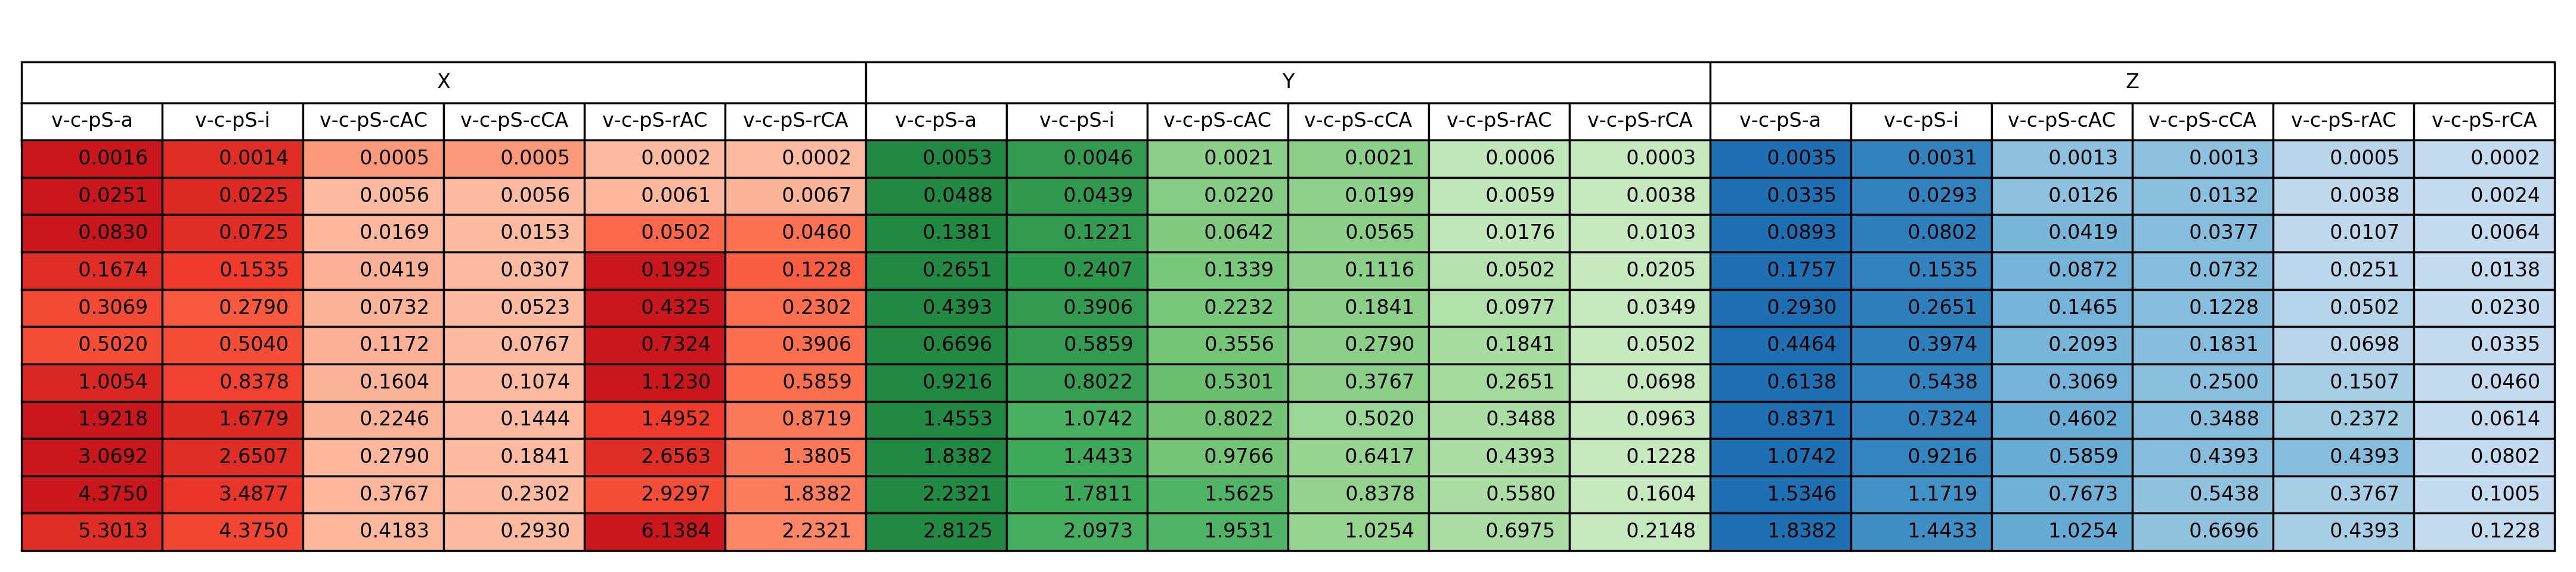 X Y Z
v-c-pS-a v-c-pS-i v-c-pS-cAC v-c-pS-cCA v-c-pS-rAC v-c-pS-rCA v-c-pS-a v-c-pS-i v-c-pS-cAC v-c-pS-cCA v-c-pS-rAC v-c-pS-rCA v-c-pS-a v-c-pS-i v-c-pS-cAC v-c-pS-cCA v-c-pS-rAC v-c-pS-rCA
0.0016 0.0014 0.0005 0.0005 0.0002 0.0002 0.0053 0.0046 0.0021 0.0021 0.0006 0.0003 0.0035 0.0031 0.0013 0.0013 0.0005 0.0002
0.0251 0.0225 0.0056 0.0056 0.0061 0.0067 0.0488 0.0439 0.0220 0.0199 0.0059 0.0038 0.0335 0.0293 0.0126 0.0132 0.0038 0.0024
0.0830 0.0725 0.0169 0.0153 0.0502 0.0460 0.1381 0.1221 0.0642 0.0565 0.0176 0.0103 0.0893 0.0802 0.0419 0.0377 0.0107 0.0064
0.1674 0.1535 0.0419 0.0307 0.1925 0.1228 0.2651 0.2407 0.1339 0.1116 0.0502 0.0205 0.1757 0.1535 0.0872 0.0732 0.0251 0.0138
0.3069 0.2790 0.0732 0.0523 0.4325 0.2302 0.4393 0.3906 0.2232 0.1841 0.0977 0.0349 0.2930 0.2651 0.1465 0.1228 0.0502 0.0230
0.5020 0.5040 0.1172 0.0767 0.7324 0.3906 0.6696 0.5859 0.3556 0.2790 0.1841 0.0502 0.4464 0.3974 0.2093 0.1831 0.0698 0.0335
1.0054 0.8378 0.1604 0.1074 1.1230 0.5859 0.9216 0.8022 0.5301 0.3767 0.2651 0.0698 0.6138 0.5438 0.3069 0.2500 0.1507 0.0460
1.9218 1.6779 0.2246 0.1444 1.4952 0.8719 1.4553 1.0742 0.8022 0.5020 0.3488 0.0963 0.8371 0.7324 0.4602 0.3488 0.2372 0.0614
3.0692 2.6507 0.2790 0.1841 2.6563 1.3805 1.8382 1.4433 0.9766 0.6417 0.4393 0.1228 1.0742 0.9216 0.5859 0.4393 0.4393 0.0802
4.3750 3.4877 0.3767 0.2302 2.9297 1.8382 2.2321 1.7811 1.5625 0.8378 0.5580 0.1604 1.5346 1.1719 0.7673 0.5438 0.3767 0.1005
5.3013 4.3750 0.4183 0.2930 6.1384 2.2321 2.8125 2.0973 1.9531 1.0254 0.6975 0.2148 1.8382 1.4433 1.0254 0.6696 0.4393 0.1228